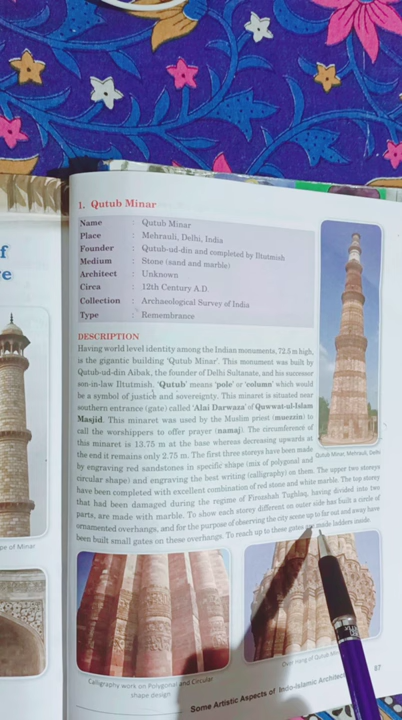 1. Qutub Minar
Name : Qutub Minar
Place : Mehrauli, Delhi, India
Founder : Qutub-ud-din and completed by Iltutmish
Medium : Stone (sand and marble)
Architect : Unknown
Circa : 12th Century A.D.
Collection : Archaeological Survey of India
Type : Remembrance
DESCRIPTION
Having world level identity among the Indian monuments, 72.5 m high,
is the gigantic building 'Qutub Minar'. This monument was built by
Qutub-ud-din Aibak, the founder of Delhi Sultanate, and his successor
son-in-law Iltutmish. 'Qutub' means 'pole' or 'column' which would
be a symbol of justice and sovereignty. This minaret is situated near
southern entrance (gate) called 'Alai Darwaza' of Quwwat-ul-Islam
Masjid. This minaret was used by the Muslim priest (muezzin) to
call the worshippers to offer prayer (namaj). The circumference of
this minaret is 13.75 m at the base whereas decreasing upwards at
the end it remains only 2.75 m. The first three storeys have been made
by engraving red sandstones in specific shape (mix of polygonal and
circular shape) and engraving the best writing (calligraphy) on them. The upper two storeys
have been completed with excellent combination of red stone and white marble. The top storey
that had been damaged during the regime of Firozshah Tughlaq, having divided into two
parts, are made with marble. To show each storey different on outer side has built a circle of
ornamented overhangs, and for the purpose of observing the city scene up to far out and away have
been built small gates on these overhangs. To reach up to these gates are made ladders inside.
Qutub Minar, Mehrauli, Delhi
Calligraphy work on Polygonal and Circular
shape design
Over Hang of Qutub
Some Artistic Aspects of Indo-Islamic
87
f
re
pe of Minar